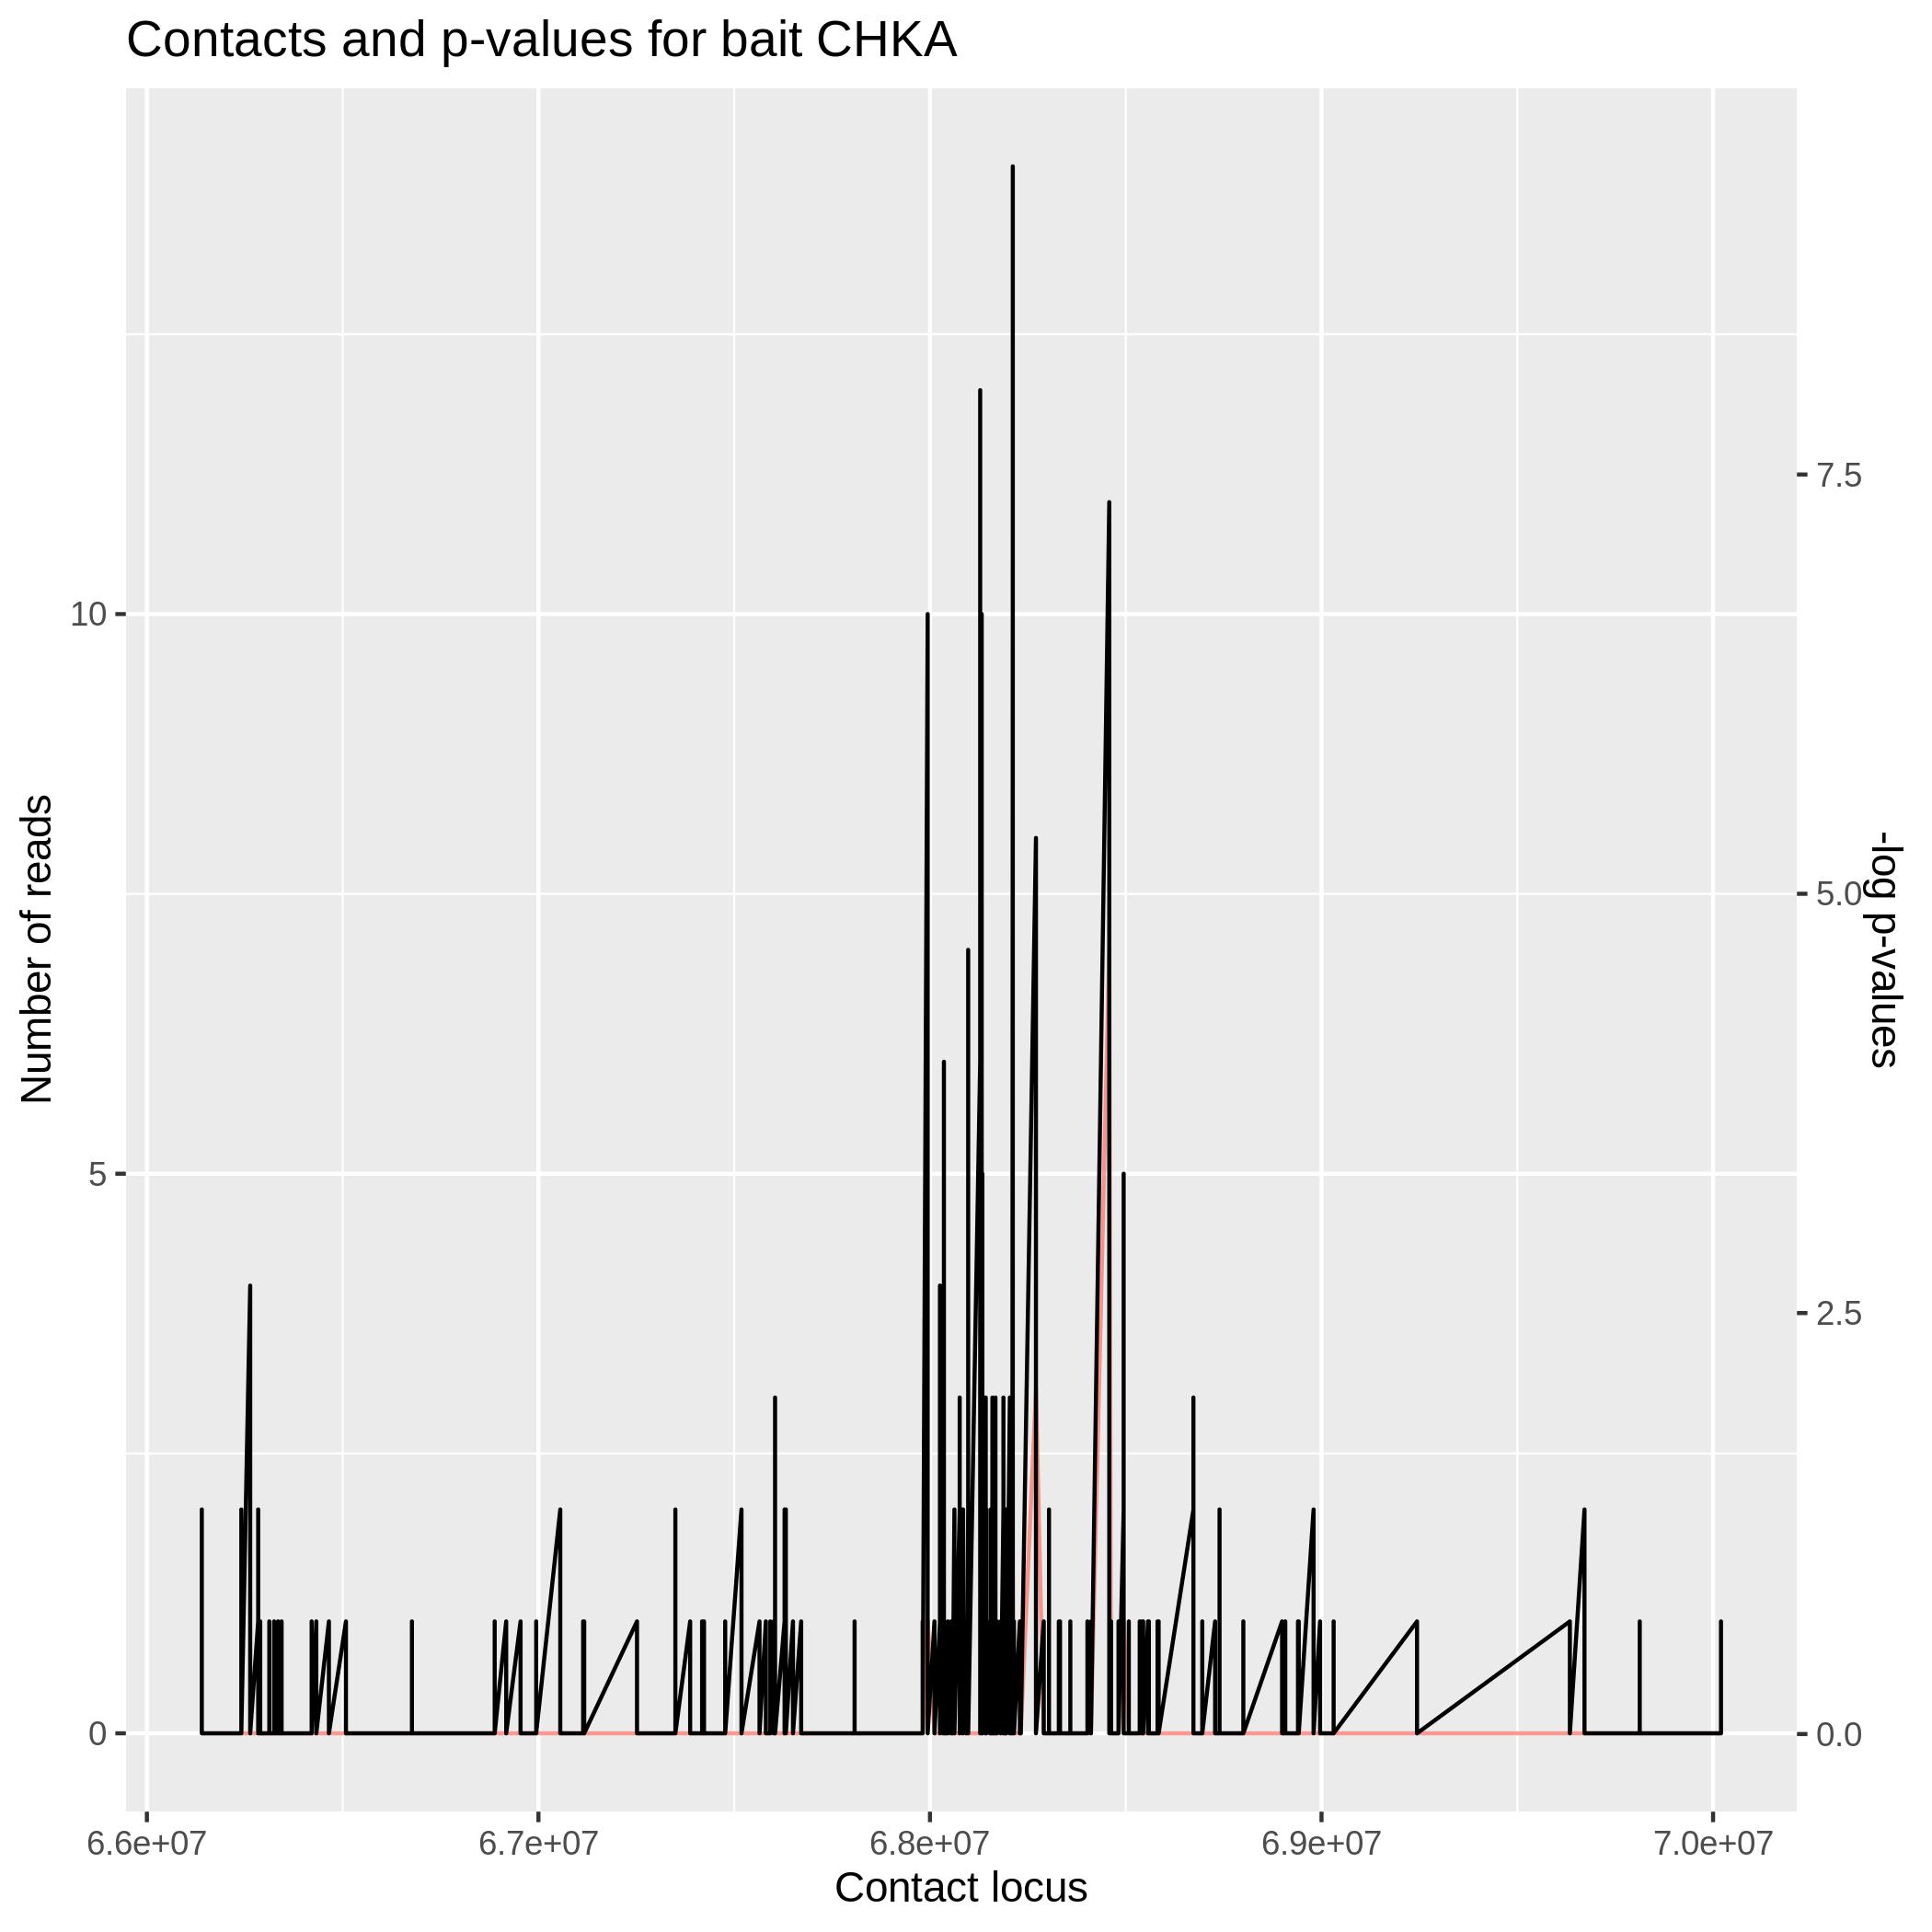 Contacts and p-values for bait CHKA
Number of reads
10
5
0
7.5
5.0
2.5
0.0
-log p-values
6.6e+07
6.7e+07
6.8e+07
6.9e+07
7.0e+07
Contact locus